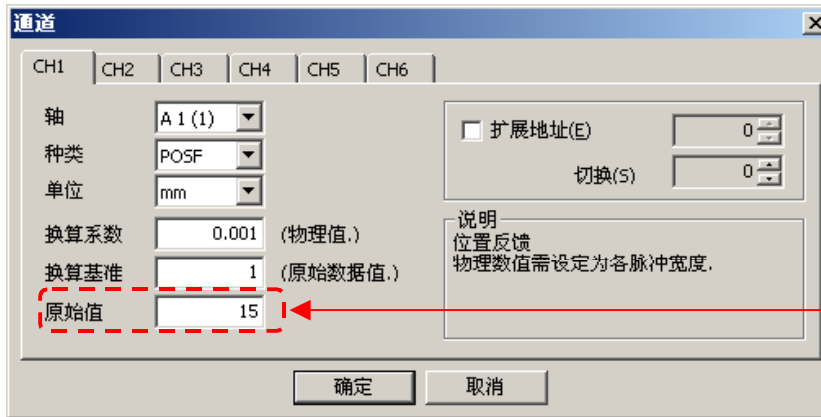 通道
CH1 CH2 CH3 CH4 CH5 CH6
轴 A 1 (1)
种类 POSF
单位 mm
换算系数 0.001 (物理值.)
换算基准 1 (原始数据值.)
原始值 15
扩展地址(E) 0
切换(S) 0
说明
位置反馈
物理数值需设定为各脉冲宽度.
确定 取消